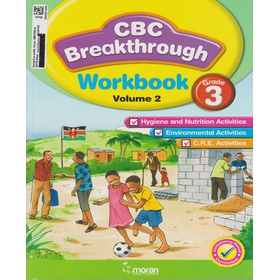 CBC
Breakthrough
Workbook
Grade
3
Volume 2
Hygiene and Nutrition Activities
Environmental Activities
C.R.E. Activities
moran